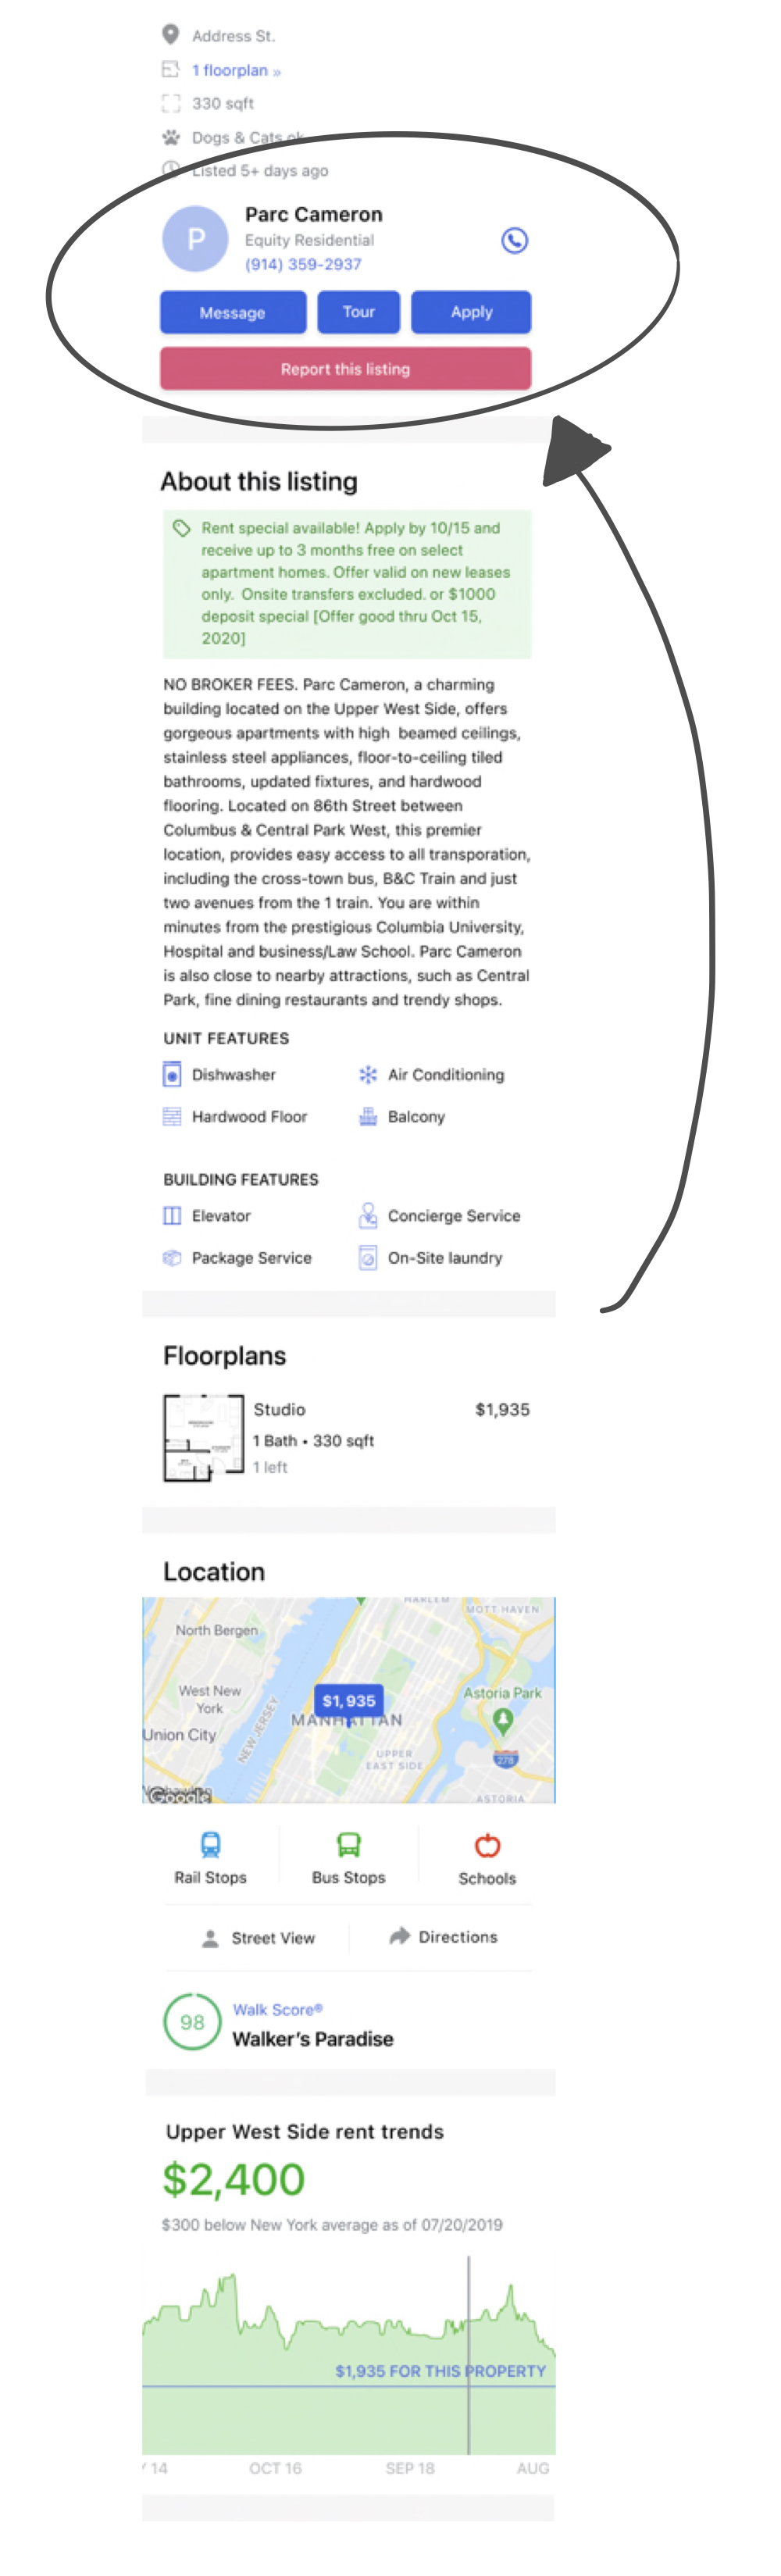 Address St.
1 floorplan »
330 sqft
Dogs & Cats ok
Listed 5+ days ago
P
Parc Cameron
Equity Residential
(914) 359-2937
Message Tour Apply
Report this listing
About this listing
Rent special available! Apply by 10/15 and
receive up to 3 months free on select
apartment homes. Offer valid on new leases
only. Onsite transfers excluded. or $1000
deposit special [Offer good thru Oct 15,
2020]
NO BROKER FEES. Parc Cameron, a charming
building located on the Upper West Side, offers
gorgeous apartments with high beamed ceilings,
stainless steel appliances, floor-to-ceiling tiled
bathrooms, updated fixtures, and hardwood
flooring. Located on 86th Street between
Columbus & Central Park West, this premier
location, provides easy access to all transporation,
including the cross-town bus, B&C Train and just
two avenues from the 1 train. You are within
minutes from the prestigious Columbia University,
Hospital and business/Law School. Parc Cameron
is also close to nearby attractions, such as Central
Park, fine dining restaurants and trendy shops.
UNIT FEATURES
Dishwasher Air Conditioning
Hardwood Floor Balcony
BUILDING FEATURES
Elevator Concierge Service
Package Service On-Site laundry
Floorplans
Studio $1,935
1 Bath • 330 sqft
1 left
Location
HARLEM
MOTT HAVEN
North Bergen
West New
York
$1,935
Astoria Park
MANHATTAN
Union City
NEW JERSEY
UPPER
EAST SIDE
278
Google
ASTORIA
Rail Stops Bus Stops Schools
Street View Directions
98
Walk Score®
Walker's Paradise
Upper West Side rent trends
$2,400
$300 below New York average as of 07/20/2019
$1,935 FOR THIS PROPERTY
14 OCT 16 SEP 18 AUG